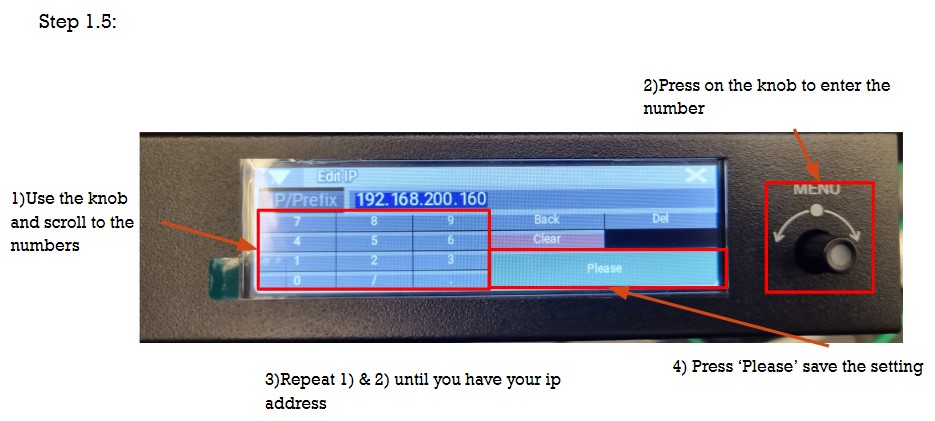 Step 1.5:
2)Press on the knob to enter the
number
1)Use the knob
and scroll to the
numbers
Edit IP
IP/Prefix 192.168.200.160
7 8 9 Back Del
4 5 6 Clear
1 2 3 Please
0 / .
MENU
3)Repeat 1) & 2) until you have your ip
address
4) Press ‘Please’ save the setting